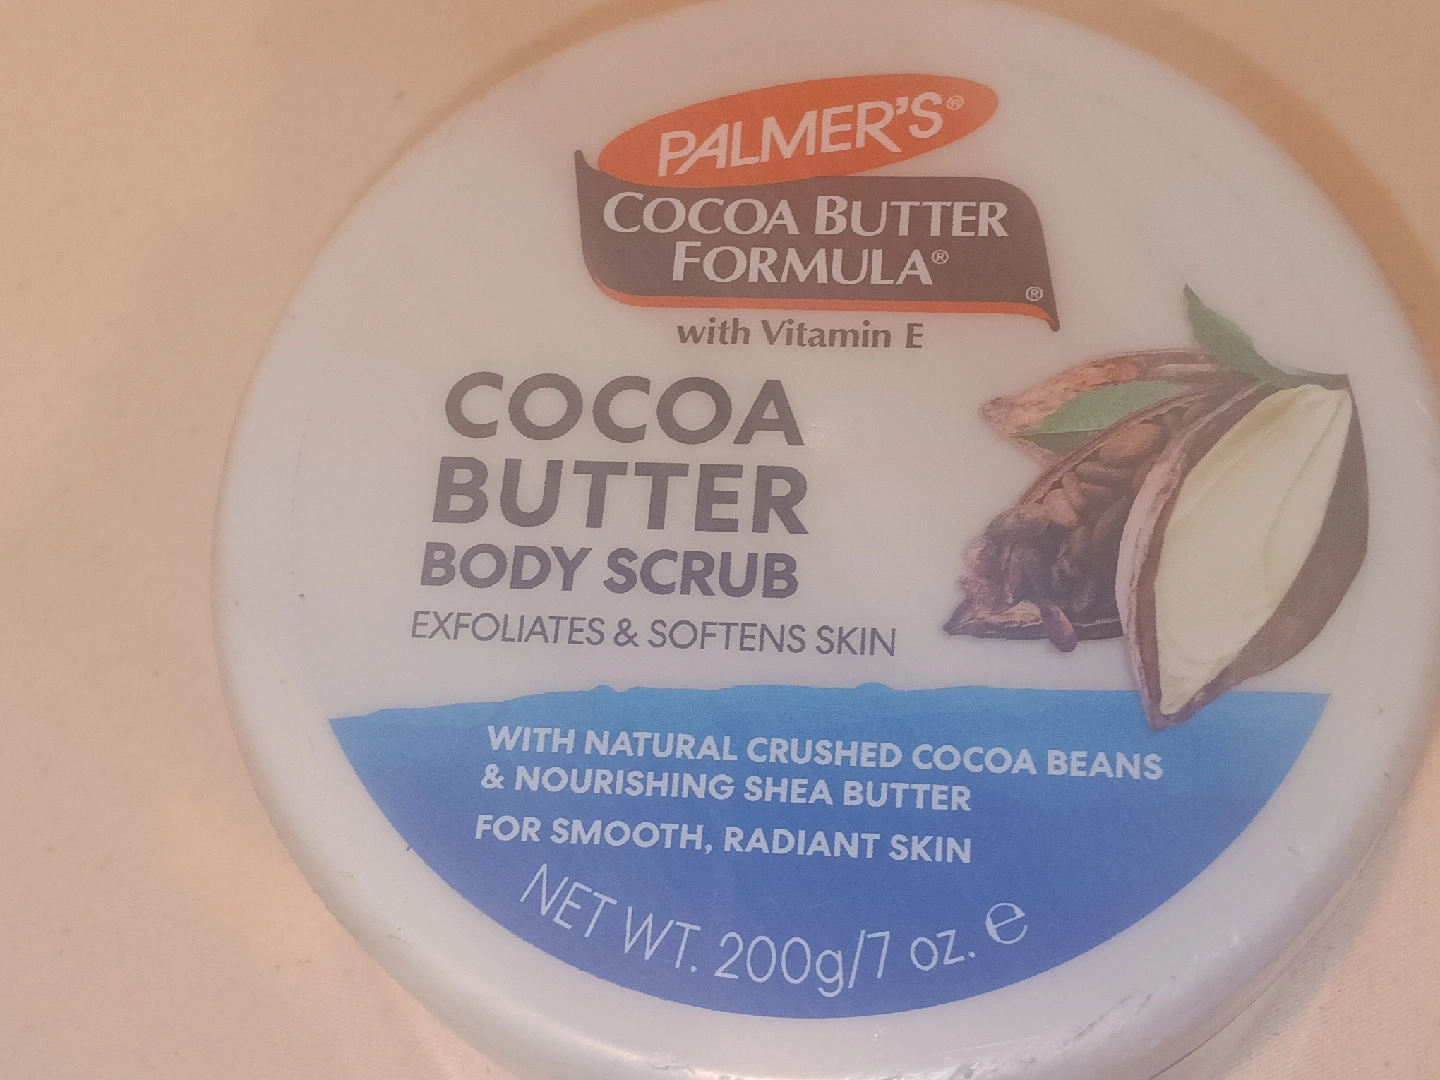 PALMER'S®
COCOA BUTTER
FORMULA®
®
with Vitamin E
COCOA
BUTTER
BODY SCRUB
EXFOLIATES & SOFTENS SKIN
WITH NATURAL CRUSHED COCOA BEANS
& NOURISHING SHEA BUTTER
FOR SMOOTH, RADIANT SKIN
NET WT. 200g/7 oz. ℮